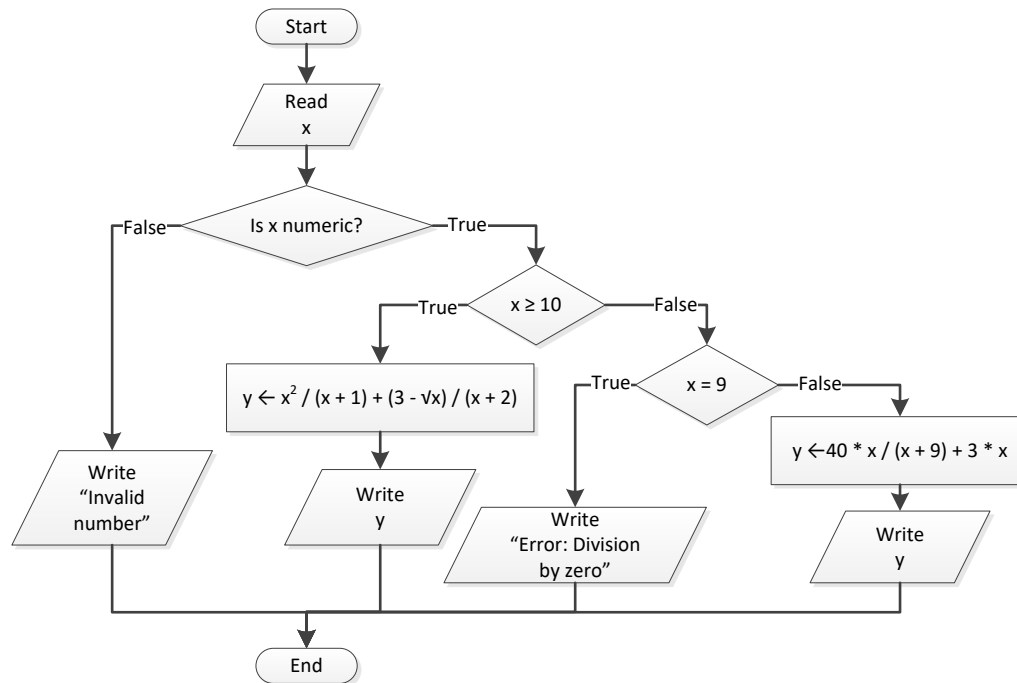 Start
Read
x
Is x numeric?
False
True
x ≥ 10
True
False
x = 9
True
False
y ← x² / (x + 1) + (3 - √x) / (x + 2)
y ←40 * x / (x + 9) + 3 * x
Write
“Invalid
number”
Write
y
Write
“Error: Division
by zero”
Write
y
End